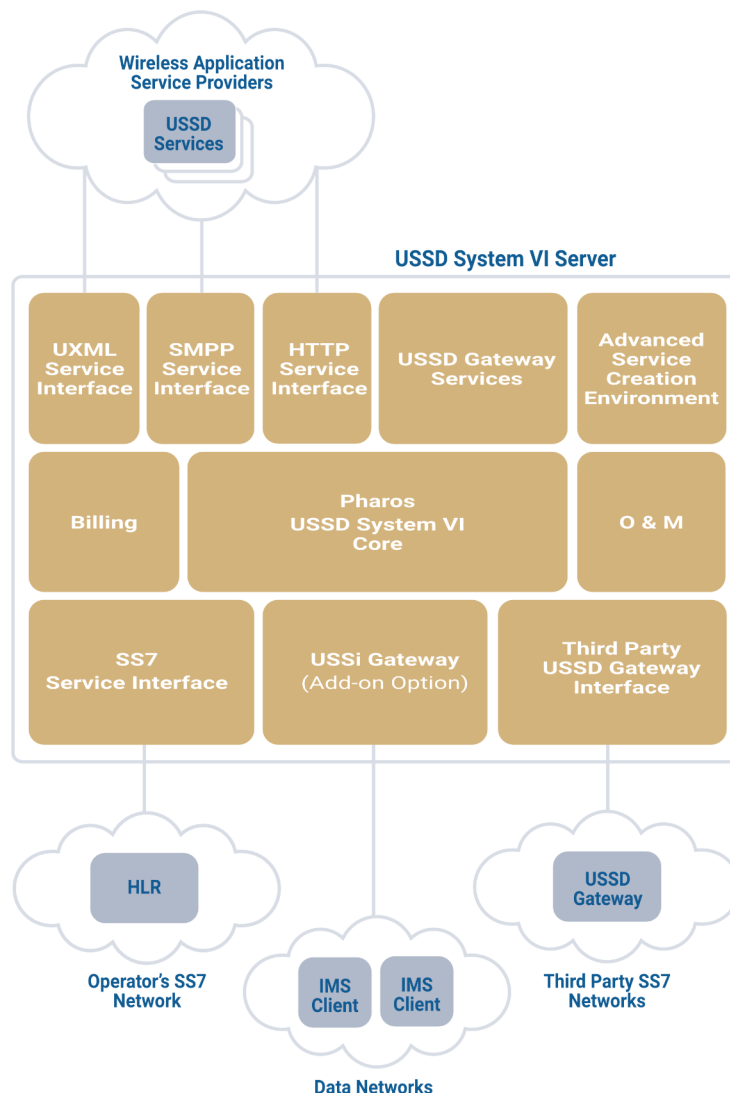 Wireless Application
Service Providers
USSD
Services
USSD System VI Server
UXML
Service
Interface
SMPP
Service
Interface
HTTP
Service
Interface
USSD Gateway
Services
Advanced
Service
Creation
Environment
Billing
Pharos
USSD System VI
Core
O & M
SS7
Service Interface
USSi Gateway
(Add-on Option)
Third Party
USSD Gateway
Interface
HLR
USSD
Gateway
Operator’s SS7
Network
IMS
Client
IMS
Client
Third Party SS7
Networks
Data Networks